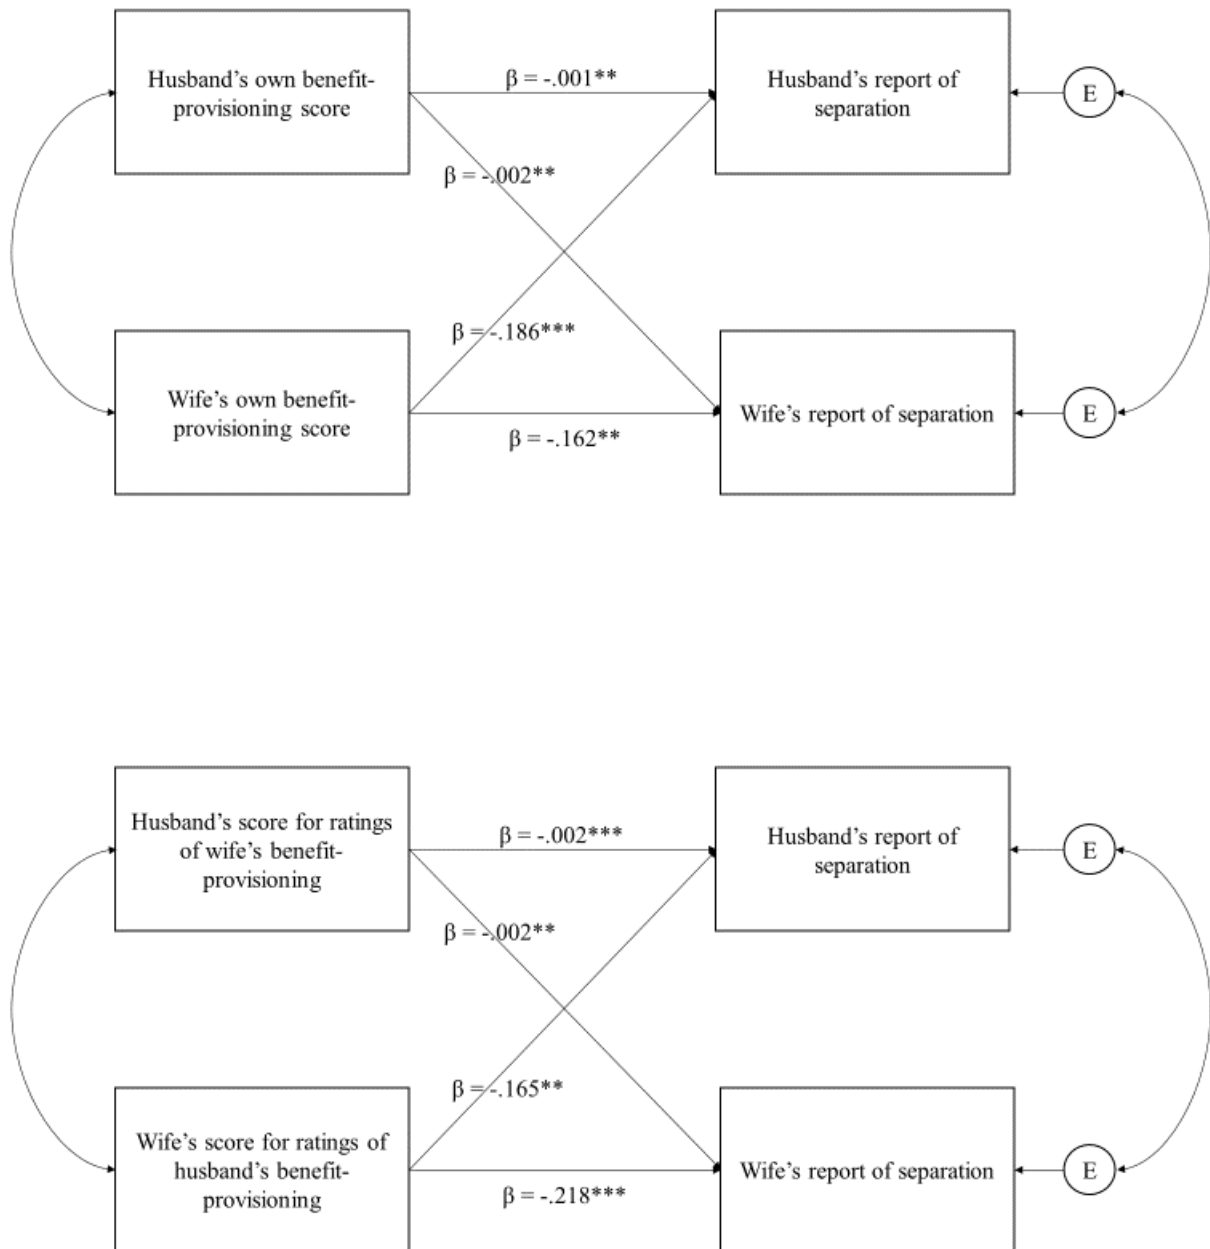 Husband's own benefit-
provisioning score
β = -.001**
Husband's report of
separation
E
β = -.002**
β = -.186***
Wife's own benefit-
provisioning score
β = -.162**
Wife's report of separation
E
Husband's score for ratings
of wife's benefit-
provisioning
β = -.002***
Husband's report of
separation
E
β = -.002**
β = -.165**
Wife's score for ratings of
husband's benefit-
provisioning
β = -.218***
Wife's report of separation
E